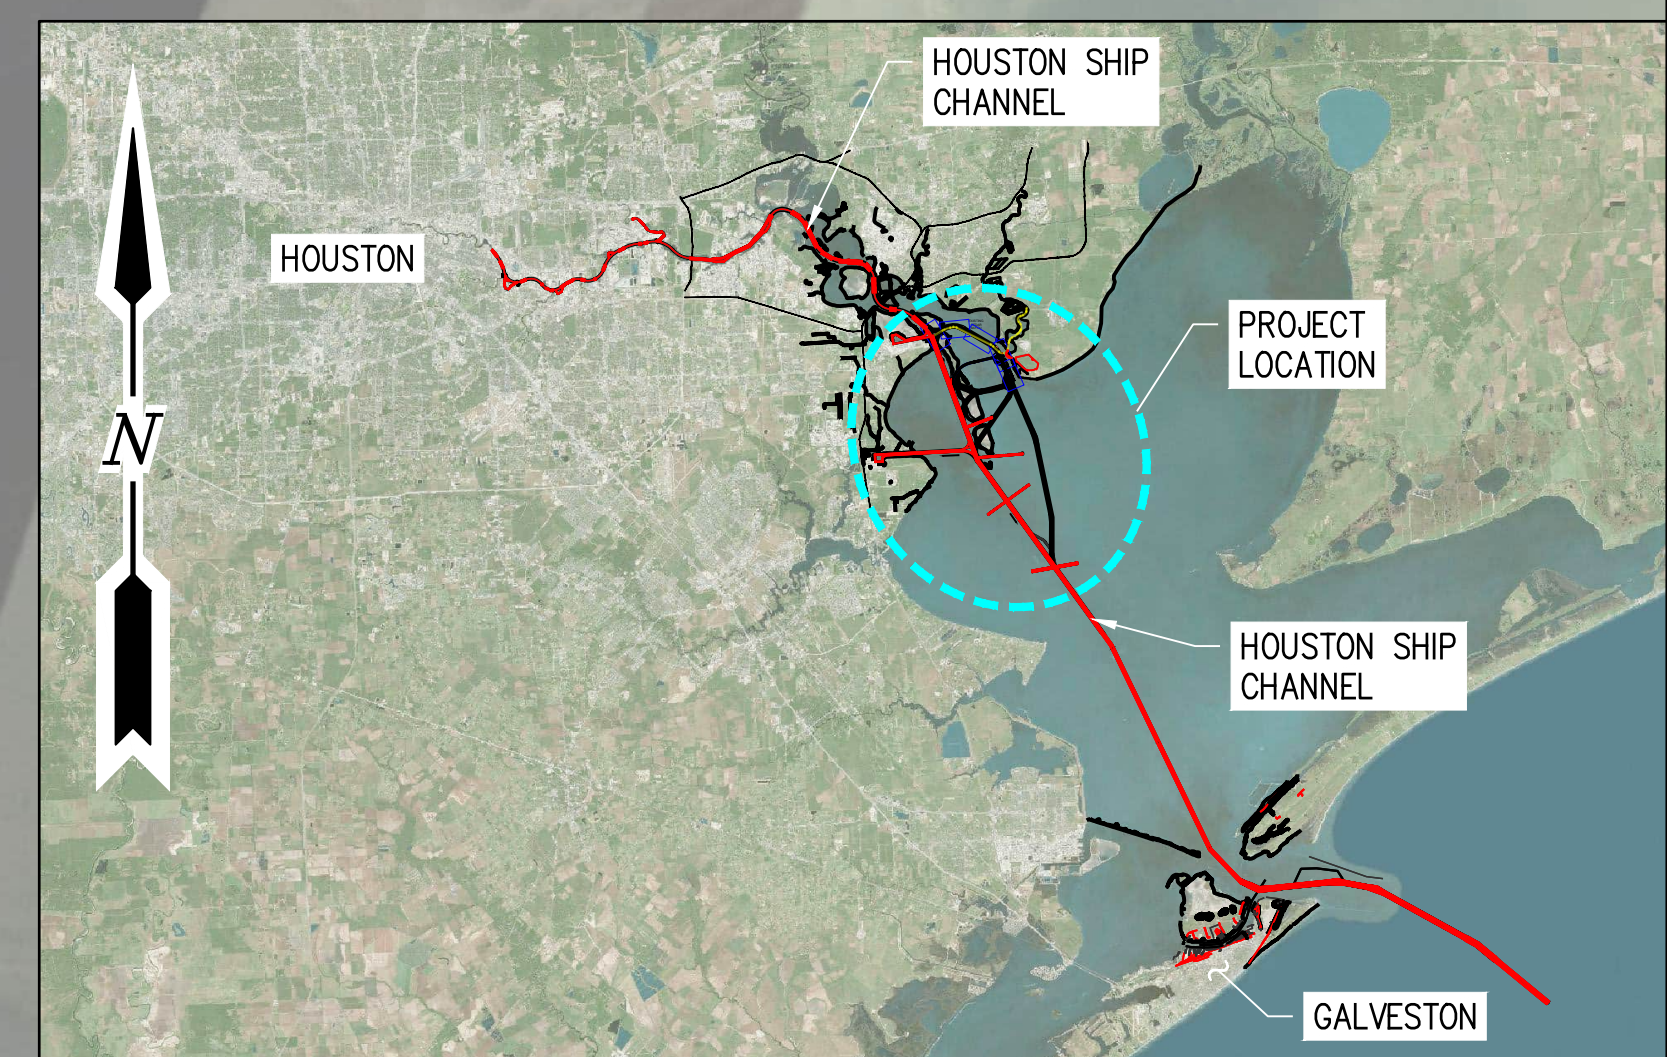 HOUSTON SHIP
CHANNEL
HOUSTON
PROJECT
LOCATION
N
HOUSTON SHIP
CHANNEL
GALVESTON